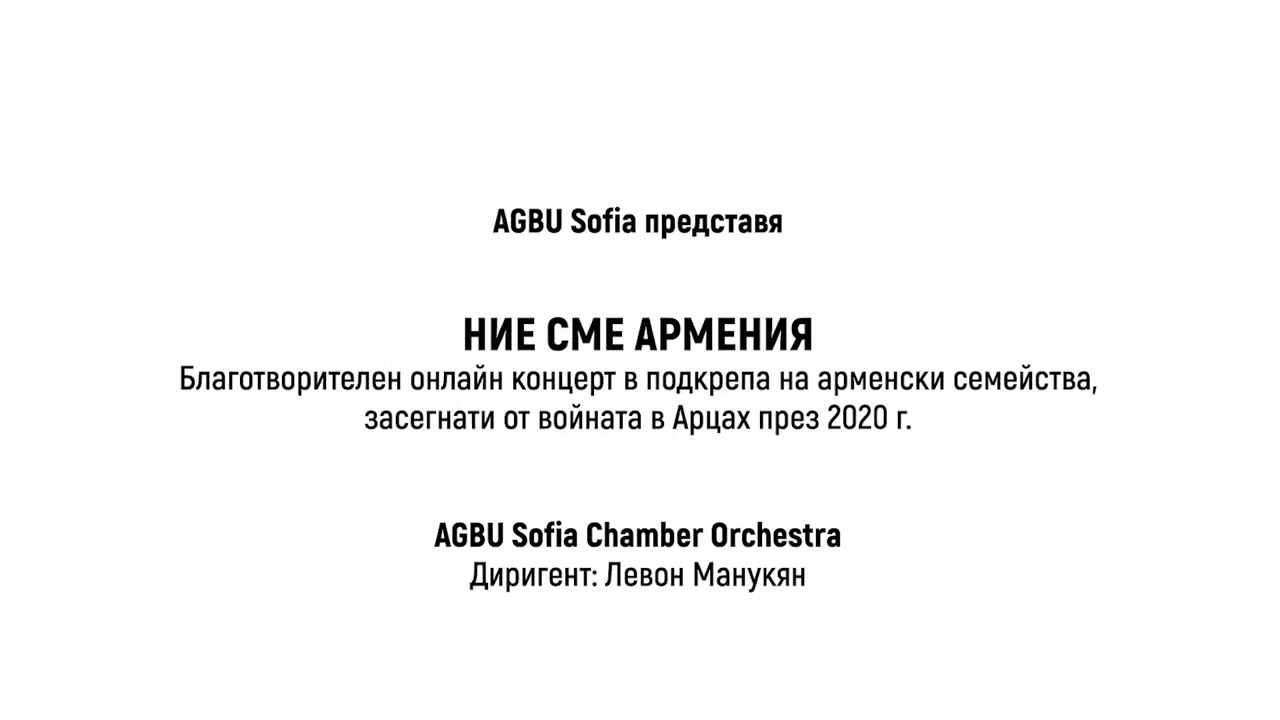 AGBU Sofia представя
НИЕ СМЕ АРМЕНИЯ
Благотворителен онлайн концерт в подкрепа на арменски семейства,
засегнати от войната в Арцах през 2020 г.
AGBU Sofia Chamber Orchestra
Диригент: Левон Манукян